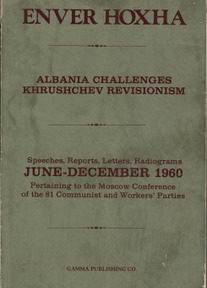 ENVER HOXHA
ALBANIA CHALLENGES
KHRUSHCHEV REVISIONISM
Speeches, Reports, Letters, Radiograms
JUNE-DECEMBER 1960
Pertaining to the Moscow Conference
of the 81 Communist and Workers' Parties
GAMMA PUBLISHING CO.